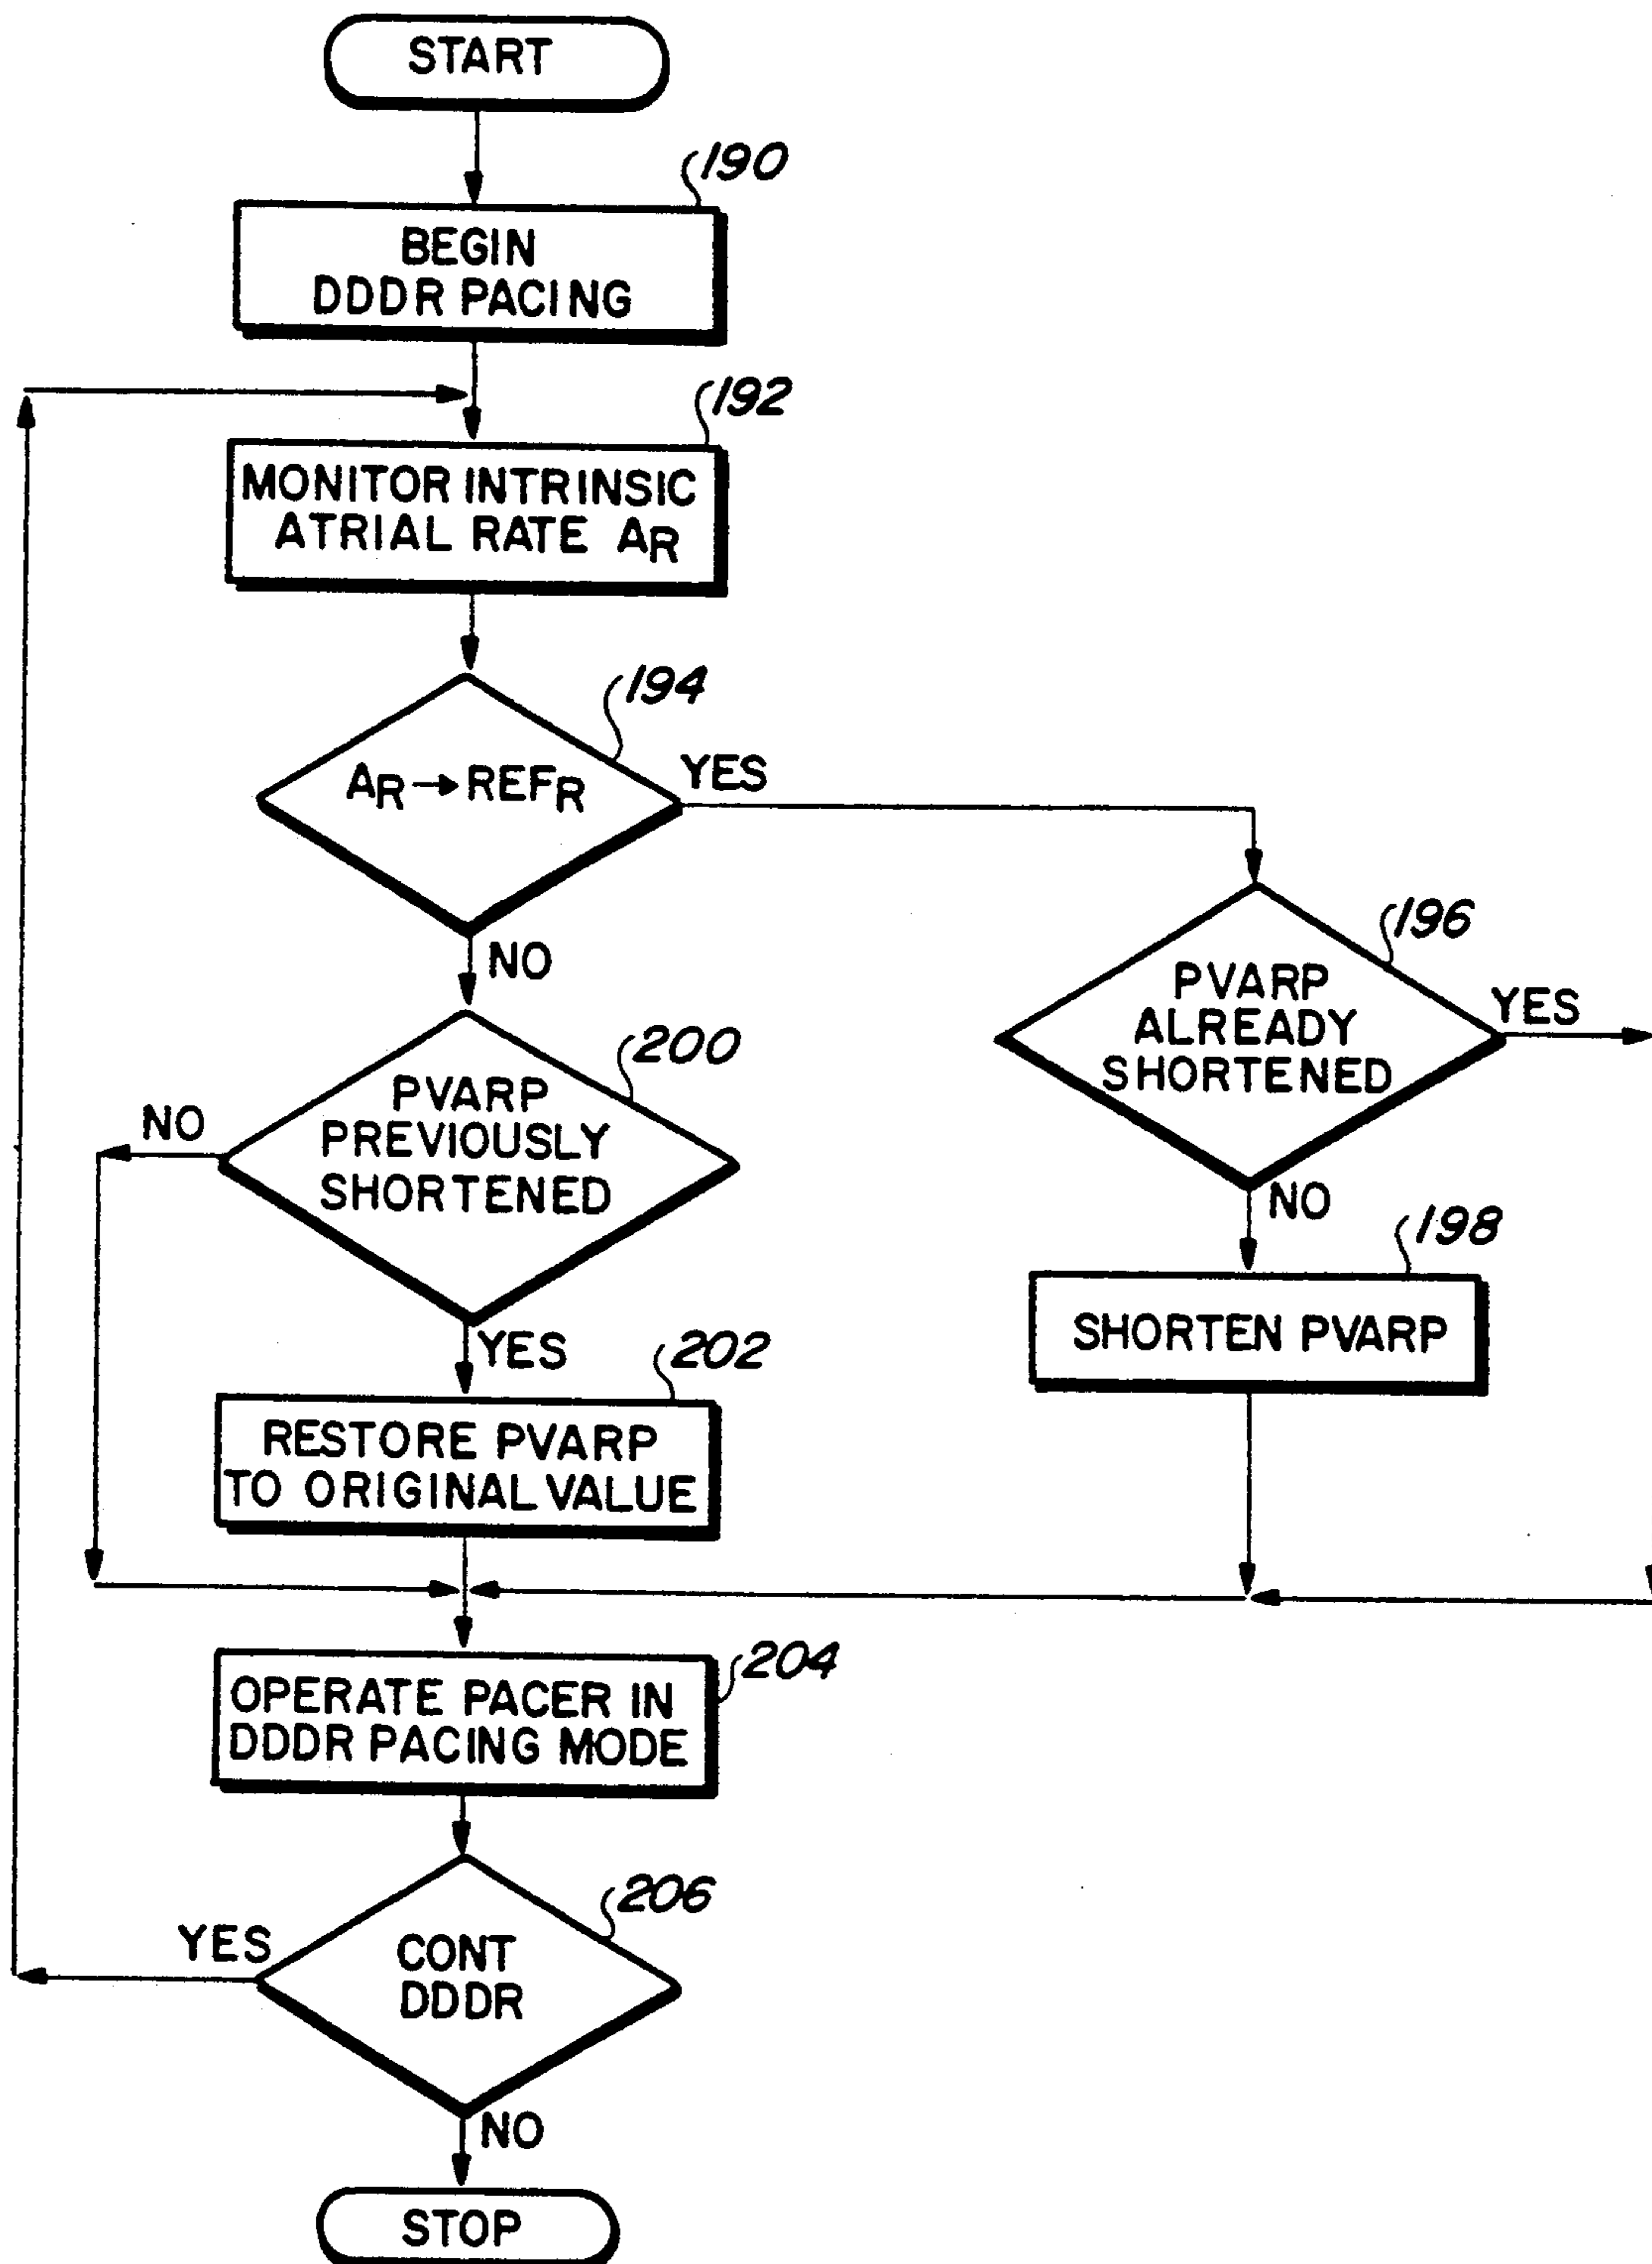 START
190
BEGIN
DDDR PACING
192
MONITOR INTRINSIC
ATRIAL RATE AR
194
AR→REFR
YES
NO
196
PVARP
ALREADY
SHORTENED
YES
NO
198
SHORTEN PVARP
200
PVARP
PREVIOUSLY
SHORTENED
NO
YES
202
RESTORE PVARP
TO ORIGINAL VALUE
204
OPERATE PACER IN
DDDR PACING MODE
206
CONT
DDDR
YES
NO
STOP